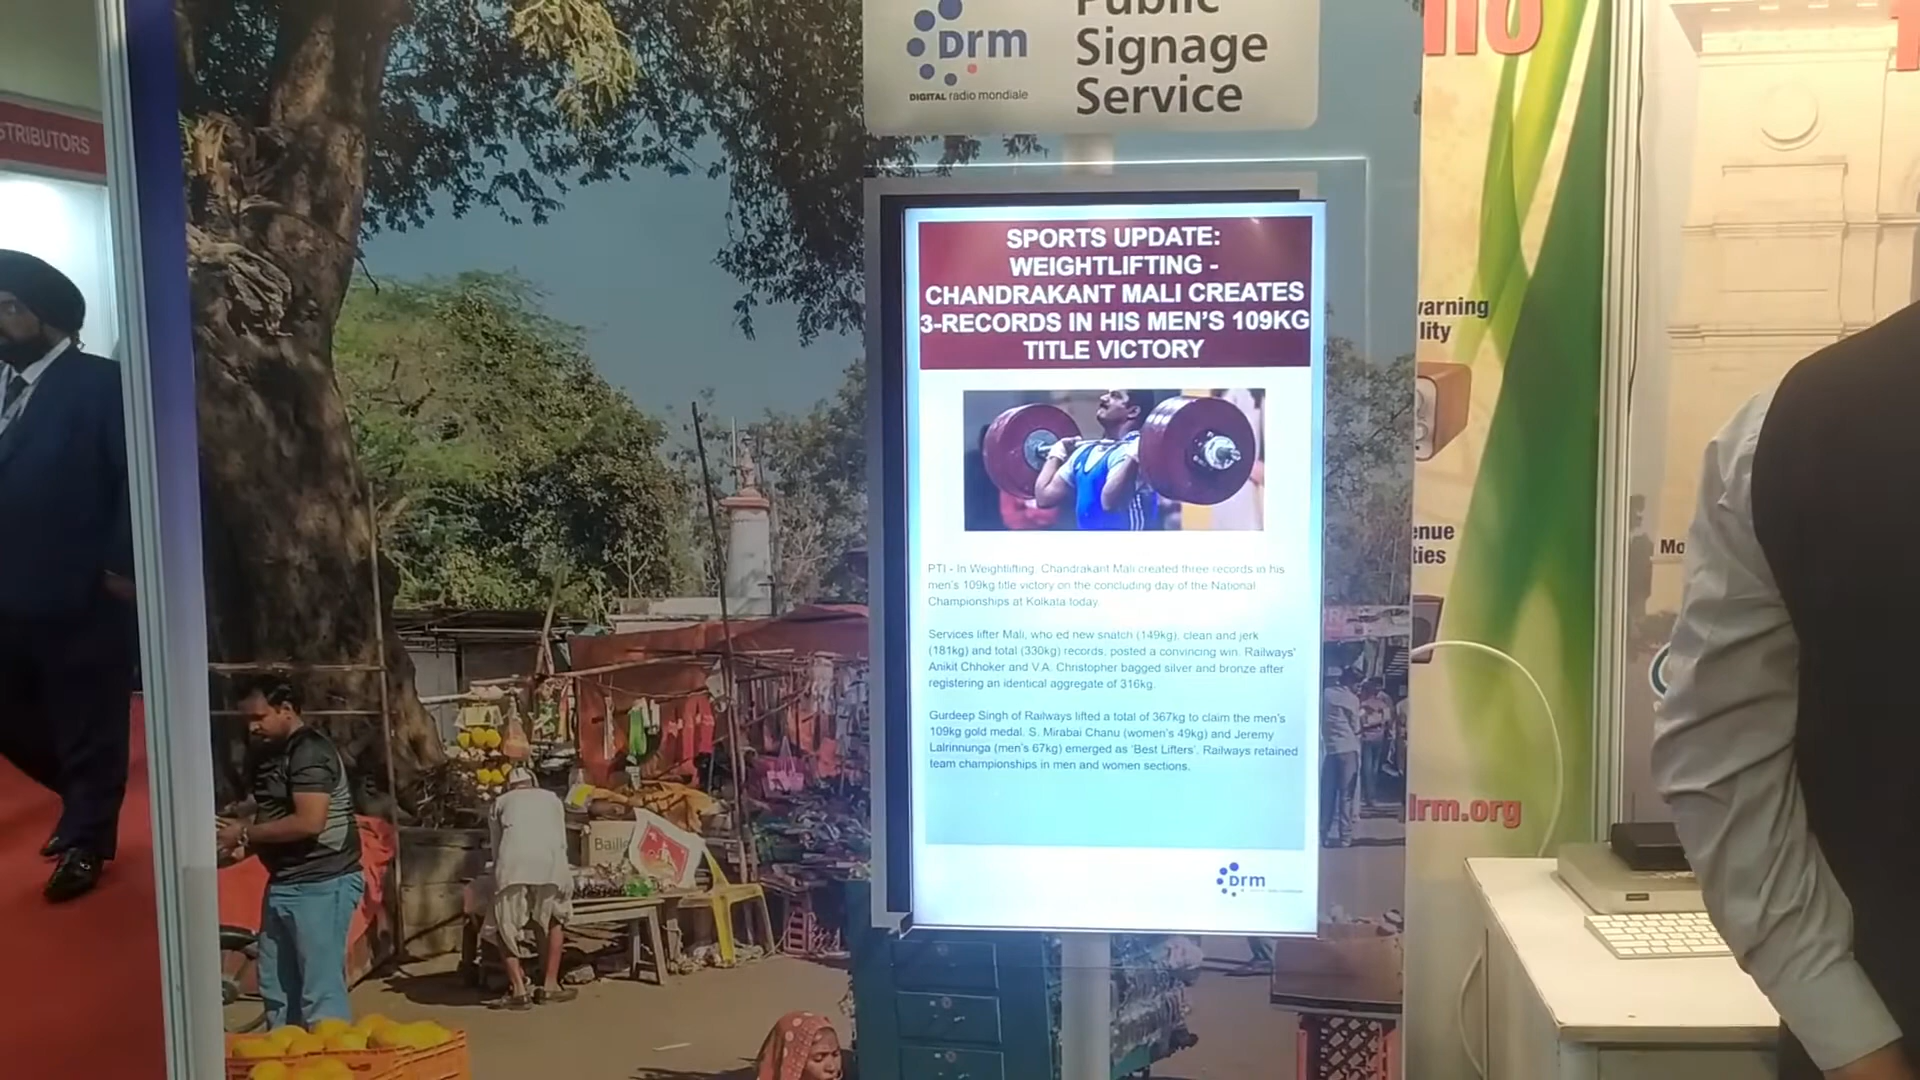 Public
Signage
Service
Drm
DIGITAL radio mondiale
TRIBUTORS
SPORTS UPDATE:
WEIGHTLIFTING -
CHANDRAKANT MALI CREATES
3-RECORDS IN HIS MEN'S 109KG
TITLE VICTORY
PTI - In Weightlifting, Chandrakant Mali created three records in his
men's 109kg title victory on the concluding day of the National
Championships at Kolkata today.
Services lifter Mali, who ed new snatch (149kg), clean and jerk
(181kg) and total (330kg) records, posted a convincing win. Railways'
Anikit Chhoker and V.A. Christopher bagged silver and bronze after
registering an identical aggregate of 316kg.
Gurdeep Singh of Railways lifted a total of 367kg to claim the men's
109kg gold medal. S. Mirabai Chanu (women's 49kg) and Jeremy
Lalrinnunga (men's 67kg) emerged as 'Best Lifters'. Railways retained
team championships in men and women sections.
Drm
Baille
warning
lity
enue
ties
Mo
drm.org